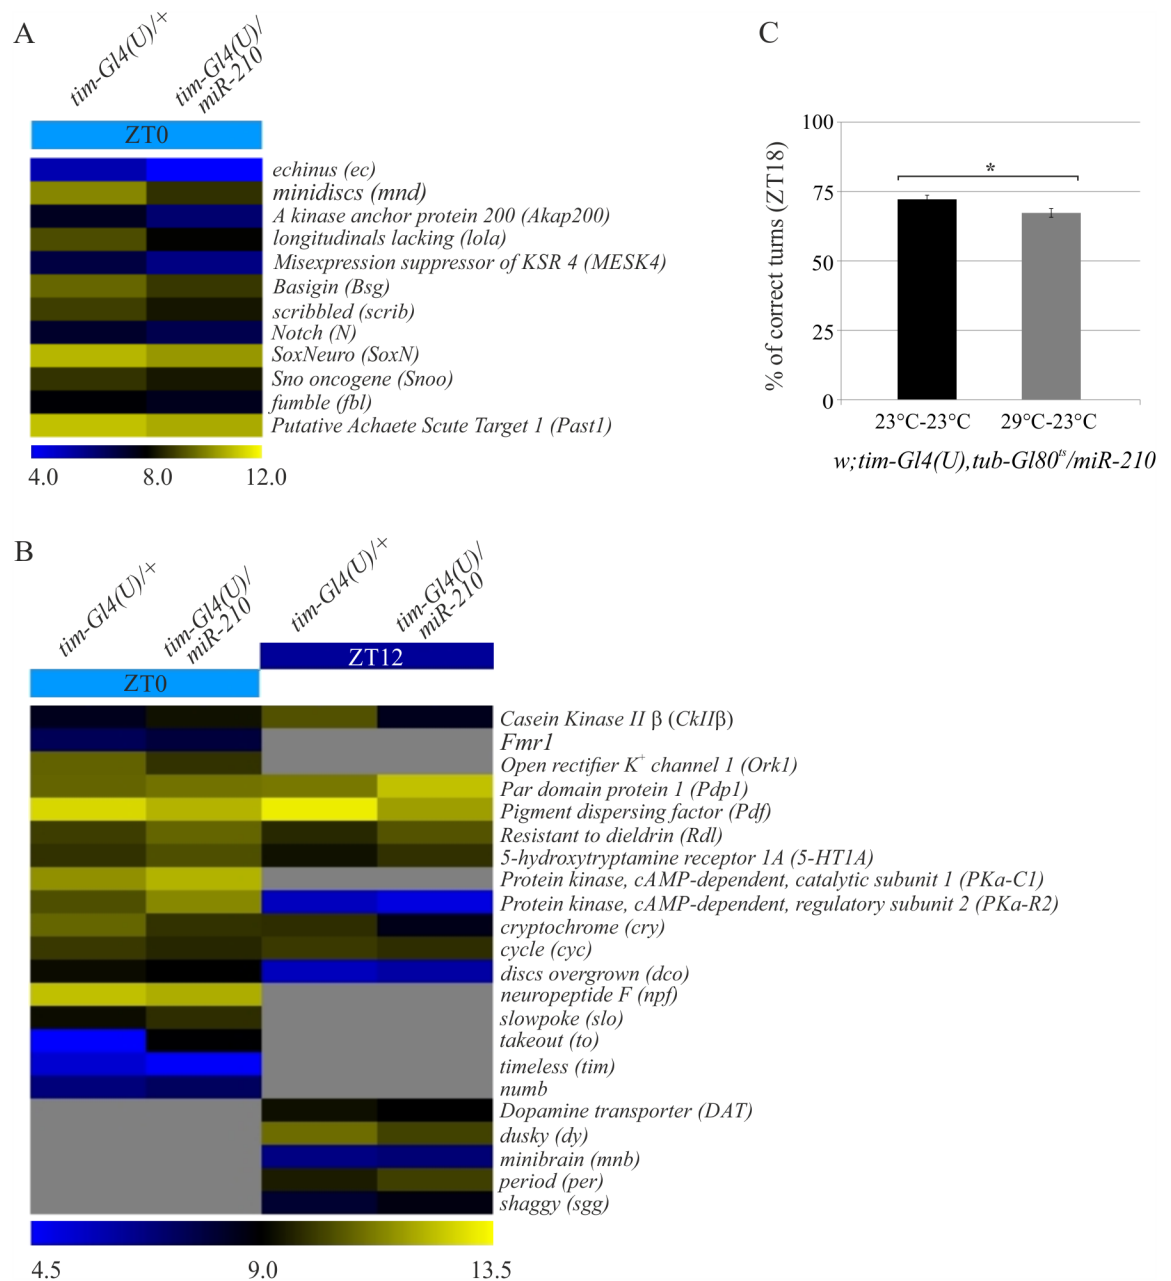 A
tim-Gl4(U)/+
tim-Gl4(U)/
miR-210
ZT0
echinus (ec)
minidiscs (mnd)
A kinase anchor protein 200 (Akap200)
longitudinals lacking (lola)
Misexpression suppressor of KSR 4 (MESK4)
Basigin (Bsg)
scribbled (scrib)
Notch (N)
SoxNeuro (SoxN)
Sno oncogene (Snoo)
fumble (fbl)
Putative Achaete Scute Target 1 (Past1)
4.0 8.0 12.0
C
% of correct turns (ZT18)
100
75
50
25
0
*
23°C-23°C 29°C-23°C
w;tim-Gl4(U),tub-Gl80ts/miR-210
B
tim-Gl4(U)/+
tim-Gl4(U)/
miR-210
tim-Gl4(U)/+
tim-Gl4(U)/
miR-210
ZT12
ZT0
Casein Kinase II β (CkIIβ)
Fmr1
Open rectifier K+ channel 1 (Ork1)
Par domain protein 1 (Pdp1)
Pigment dispersing factor (Pdf)
Resistant to dieldrin (Rdl)
5-hydroxytryptamine receptor 1A (5-HT1A)
Protein kinase, cAMP-dependent, catalytic subunit 1 (PKa-C1)
Protein kinase, cAMP-dependent, regulatory subunit 2 (PKa-R2)
cryptochrome (cry)
cycle (cyc)
discs overgrown (dco)
neuropeptide F (npf)
slowpoke (slo)
takeout (to)
timeless (tim)
numb
Dopamine transporter (DAT)
dusky (dy)
minibrain (mnb)
period (per)
shaggy (sgg)
4.5 9.0 13.5